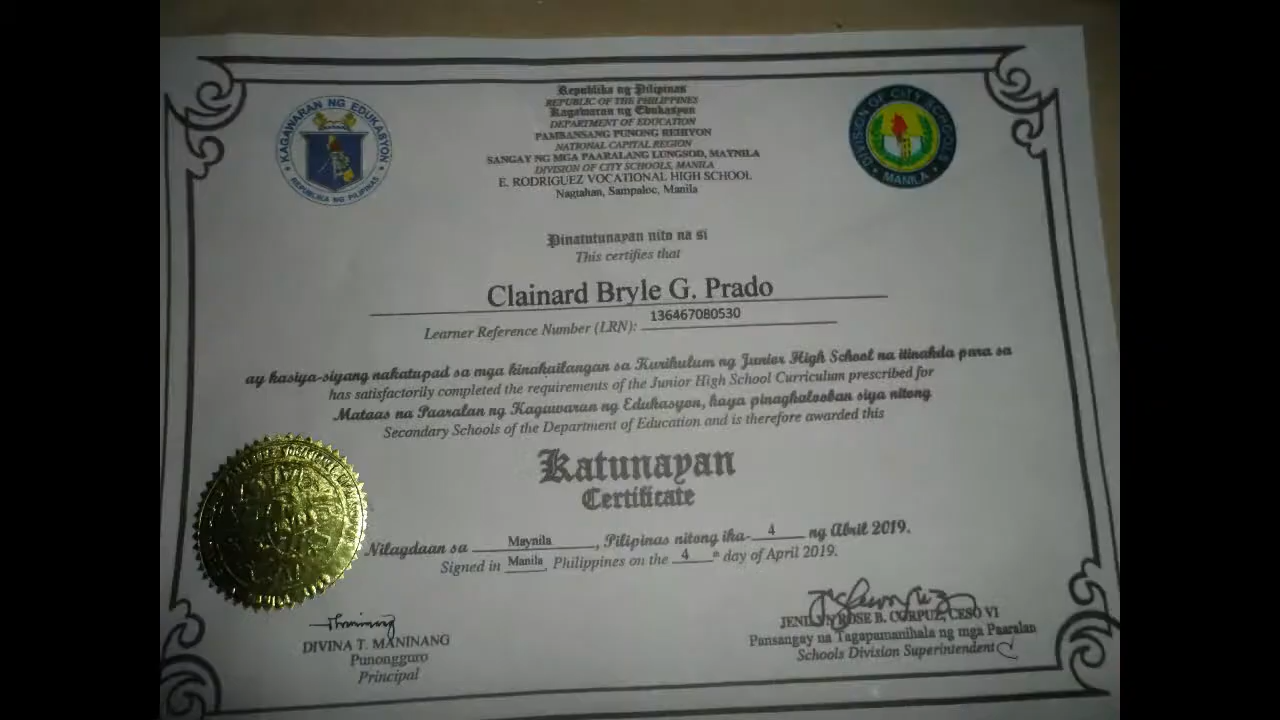 KAGAWARAN NG EDUKASYON
REPUBLIKA NG PILIPINAS
DIVISION OF CITY SCHOOLS
MANILA
Republika ng Pilipinas
REPUBLIC OF THE PHILIPPINES
Kagawaran ng Edukasyon
DEPARTMENT OF EDUCATION
PAMBANSANG PUNONG REHIYON
NATIONAL CAPITAL REGION
SANGAY NG MGA PAARALANG LUNGSOD, MAYNILA
DIVISION OF CITY SCHOOLS, MANILA
E. RODRIGUEZ VOCATIONAL HIGH SCHOOL
Nagtahan, Sampaloc, Manila
Pinatutunayan nito na si
This certifies that
Clainard Bryle G. Prado
Learner Reference Number (LRN): 136467080530
ay kasiya-siyang nakatupad sa mga kinakailangan sa Kurikulum ng Junior High School na itinakda para sa
has satisfactorily completed the requirements of the Junior High School Curriculum prescribed for
Mataas na Paaralan ng Kagawaran ng Edukasyon, kaya pinagkalooban siya nitong
Secondary Schools of the Department of Education and is therefore awarded this
Katunayan
Certificate
Nilagdaan sa Maynila, Pilipinas nitong ika- 4 ng Abril 2019.
Signed in Manila, Philippines on the 4 th day of April 2019.
DIVINA T. MANINANG
Punongguro
Principal
JENILYN ROSE B. CORPUZ, CESO VI
Pansangay na Tagapamanihala ng mga Paaralan
Schools Division Superintendent